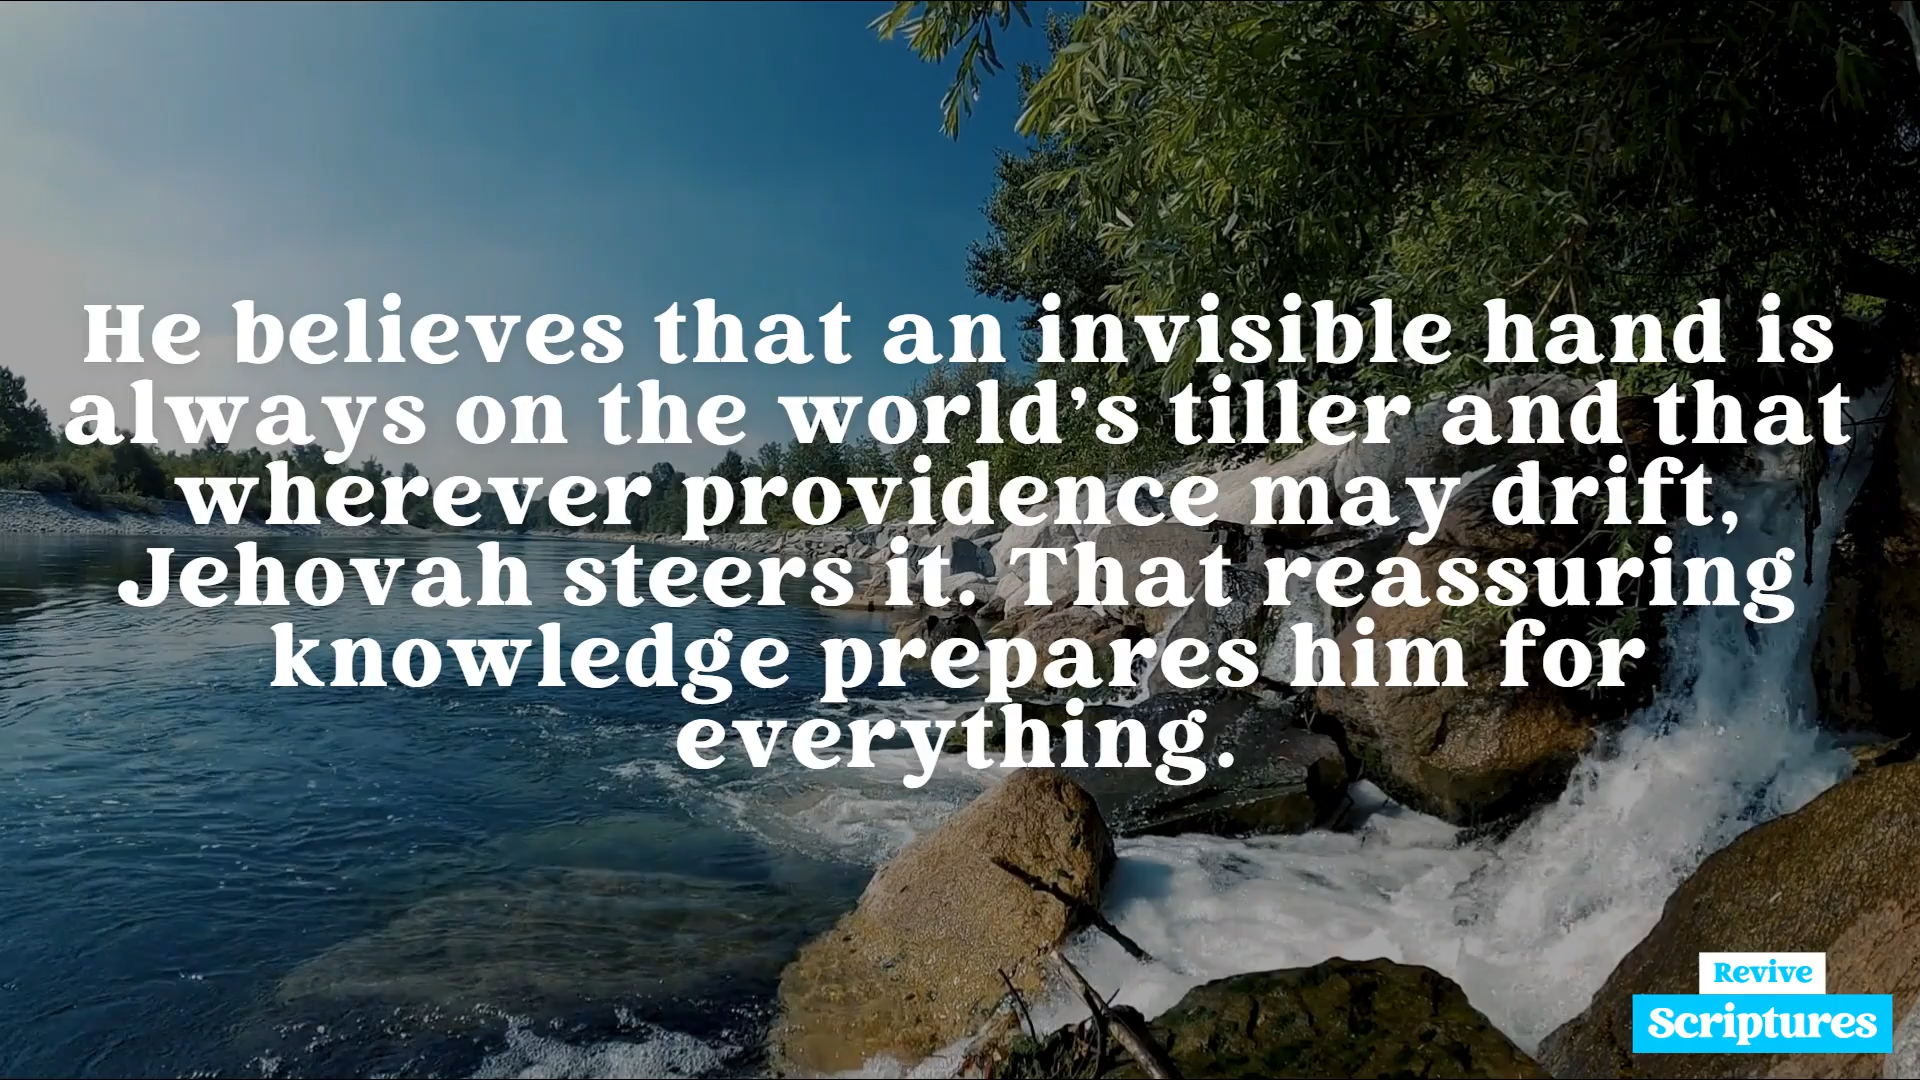 He believes that an invisible hand is
always on the world's tiller and that
wherever providence may drift,
Jehovah steers it. That reassuring
knowledge prepares him for
everything.
Revive
Scriptures